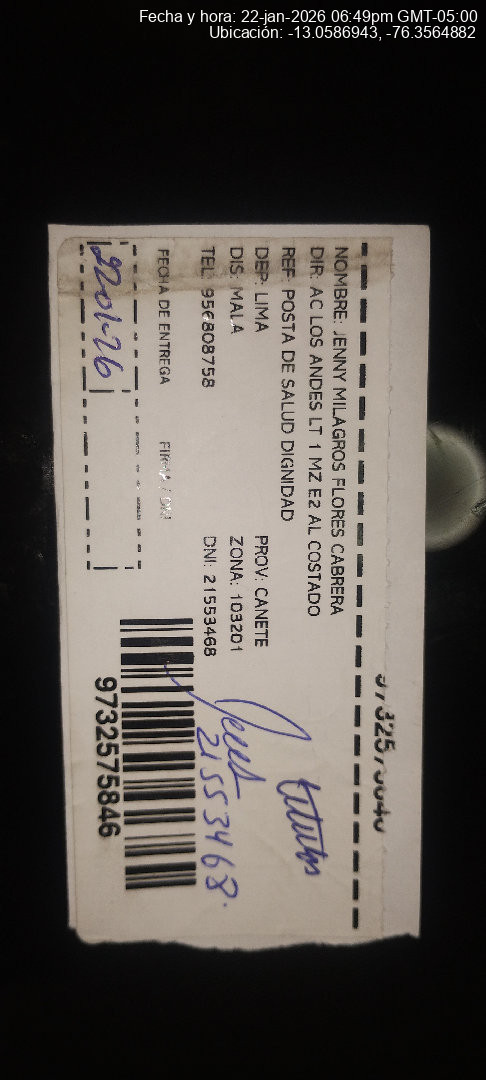 Fecha y hora: 22-jan-2026 06:49pm GMT-05:00
Ubicación: -13.0586943, -76.3564882
NOMBRE: JENNY MILAGROS FLORES CABRERA
DIR: AC LOS ANDES LT 1 MZ E2 AL COSTADO
REF: POSTA DE SALUD DIGNIDAD
DEP: LIMA PROV: CANETE
DIS: MALA ZONA: 103201
TEL: 956808758 DNI: 21553468
FECHA DE ENTREGA FIRMA / DNI
22-01-26
21553468.
9732575846